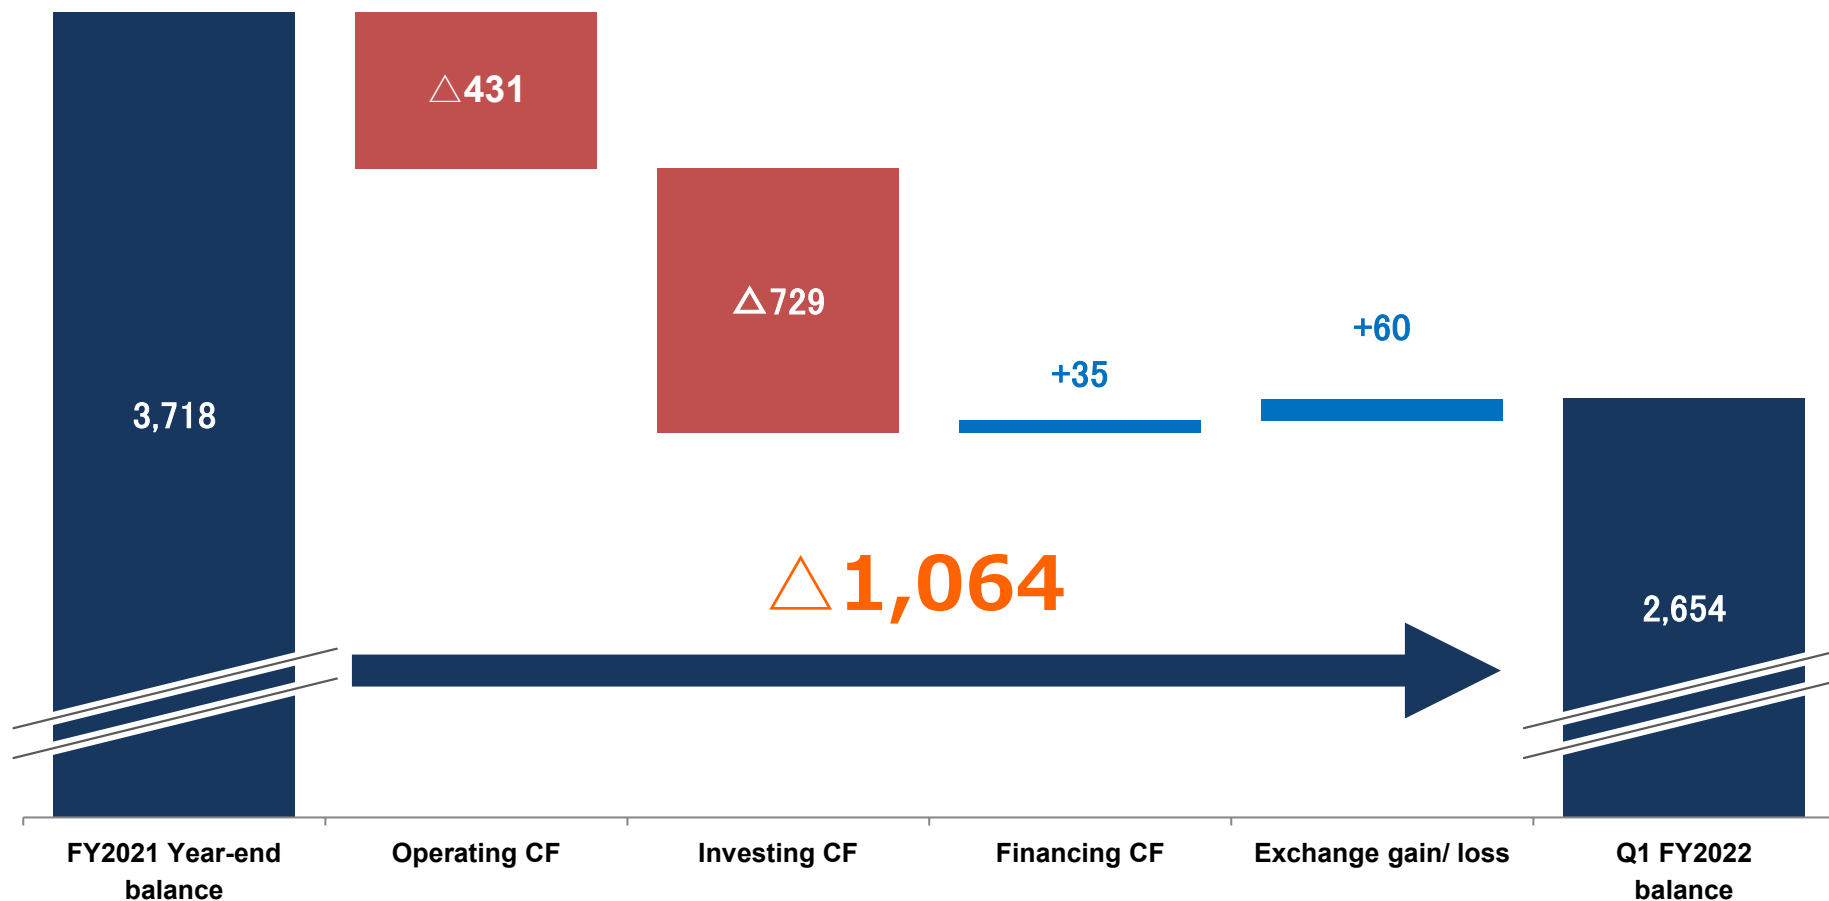 △431
△729
+60
+35
3,718
△1,064
2,654
FY2021 Year-end
balance
Operating CF
Investing CF
Financing CF
Exchange gain/ loss
Q1 FY2022
balance